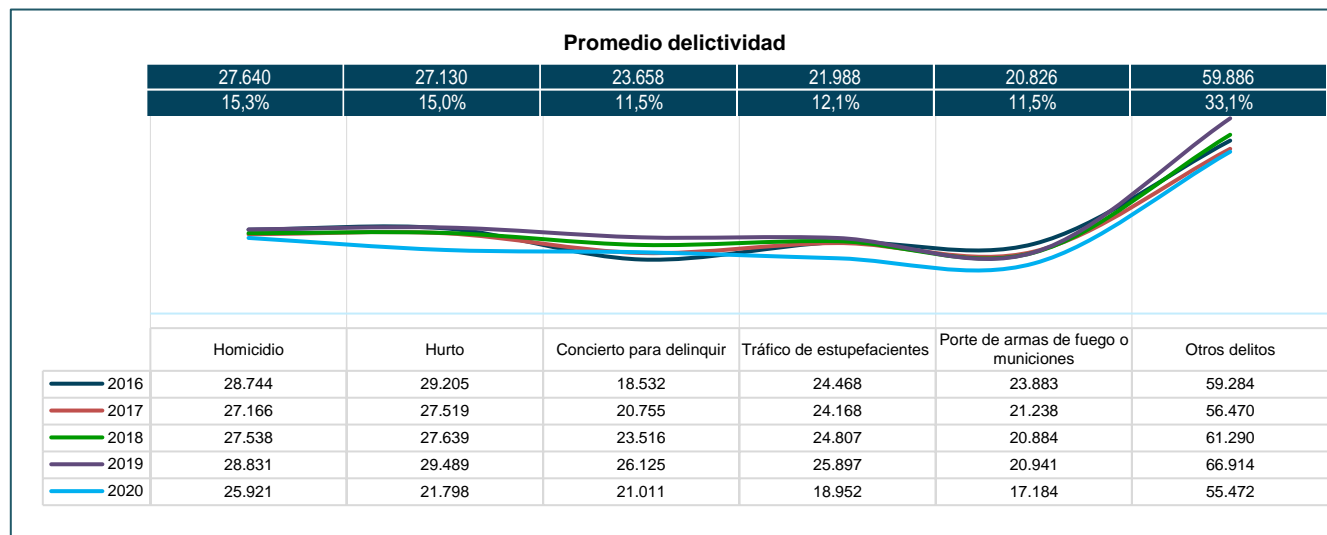 Promedio delictividad
27.640 27.130 23.658 21.988 20.826 59.886
15,3% 15,0% 11,5% 12,1% 11,5% 33,1%
Homicidio Hurto Concierto para delinquir Tráfico de estupefacientes Porte de armas de fuego o municiones Otros delitos
2016 28.744 29.205 18.532 24.468 23.883 59.284
2017 27.166 27.519 20.755 24.168 21.238 56.470
2018 27.538 27.639 23.516 24.807 20.884 61.290
2019 28.831 29.489 26.125 25.897 20.941 66.914
2020 25.921 21.798 21.011 18.952 17.184 55.472